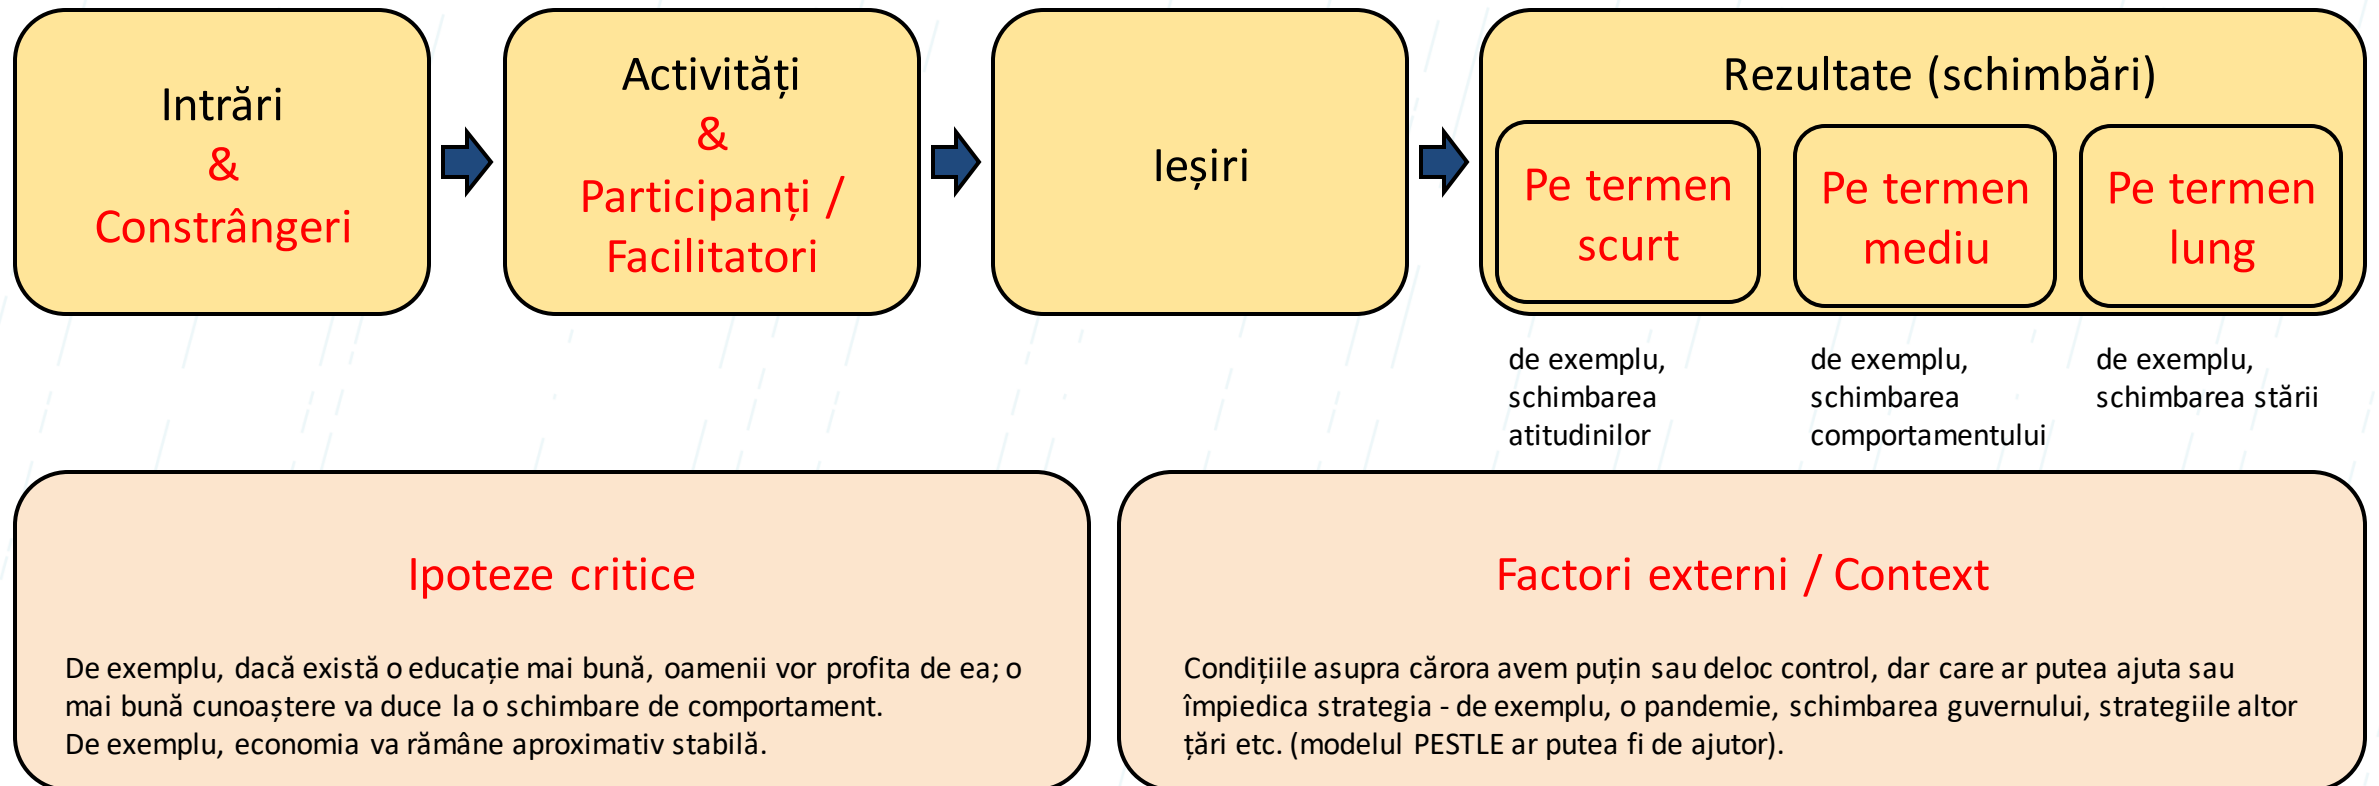 Intrări
&
Constrângeri
Activități
&
Participanți /
Facilitatori
Ieșiri
Rezultate (schimbări)
Pe termen
scurt
Pe termen
mediu
Pe termen
lung
de exemplu,
schimbarea
atitudinilor
de exemplu,
schimbarea
comportamentului
de exemplu,
schimbarea stării
Ipoteze critice
De exemplu, dacă există o educație mai bună, oamenii vor profita de ea; o
mai bună cunoaștere va duce la o schimbare de comportament.
De exemplu, economia va rămâne aproximativ stabilă.
Factori externi / Context
Condițiile asupra cărora avem puțin sau deloc control, dar care ar putea ajuta sau
împiedica strategia - de exemplu, o pandemie, schimbarea guvernului, strategiile altor
țări etc. (modelul PESTLE ar putea fi de ajutor).